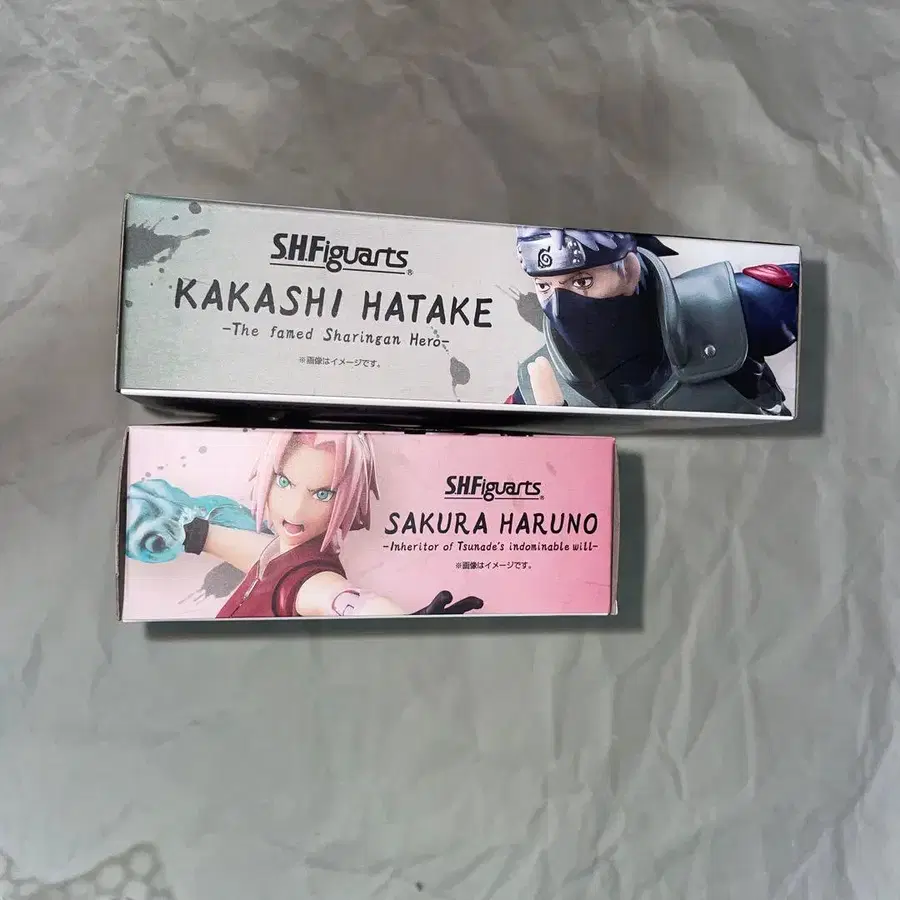 S.H.Figuarts®
KAKASHI HATAKE
-The famed Sharingan Hero-
※画像はイメージです。
S.H.Figuarts®
SAKURA HARUNO
-Inheritor of Tsunade's indominable will-
※画像はイメージです。